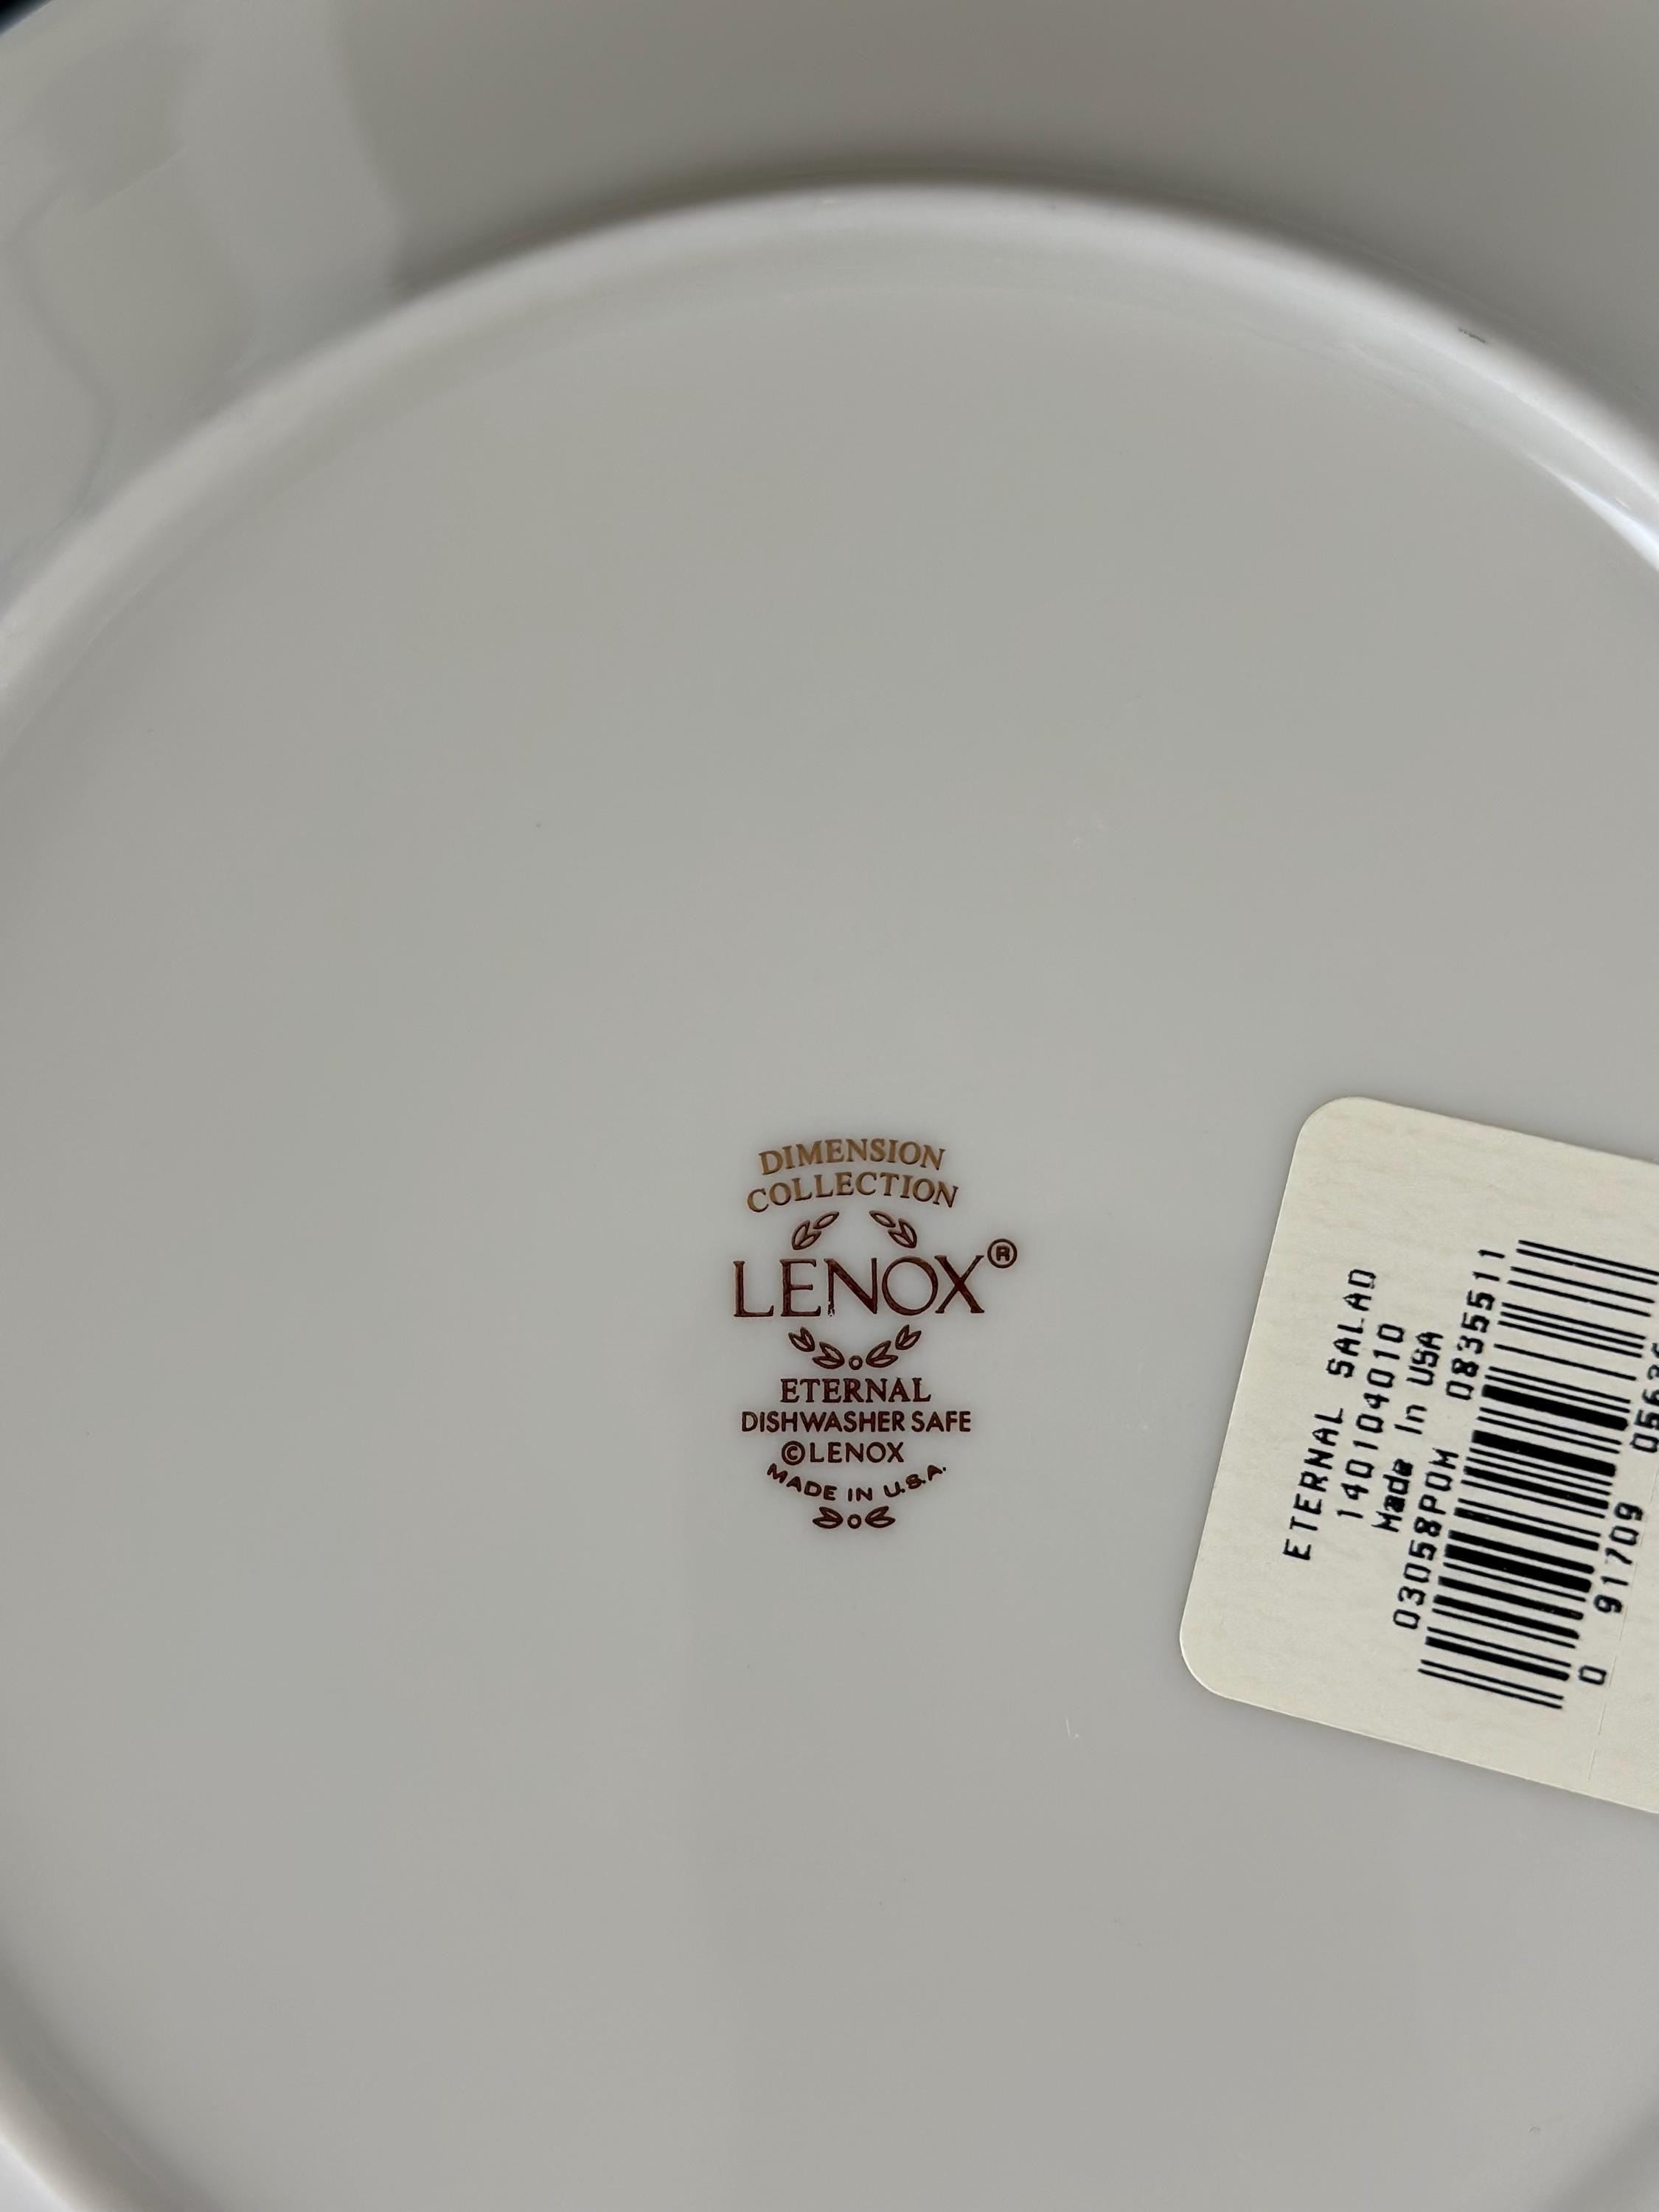 DIMENSION
COLLECTION
LENOX®
ETERNAL
DISHWASHER SAFE
©LENOX
MADE IN U.S.A.
ETERNAL SALAD
140104010
Made In USA
03058POM 0835511
0 91709